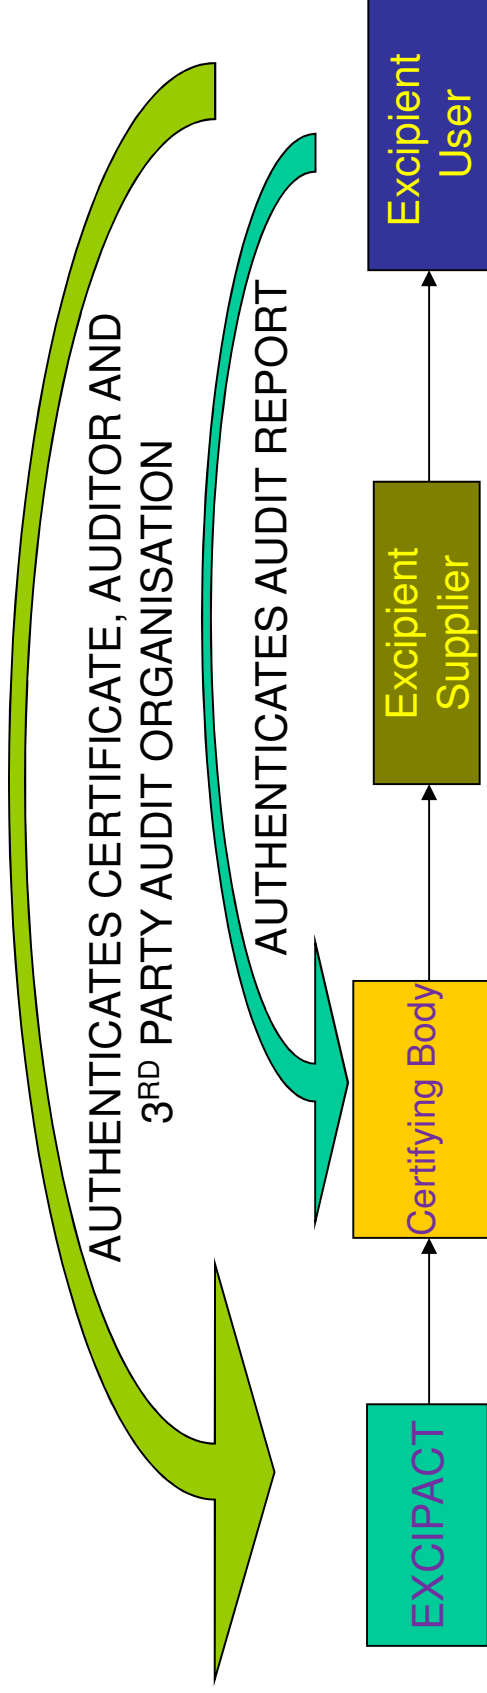 AUTHENTICATES CERTIFICATE, AUDITOR AND
3RD PARTY AUDIT ORGANISATION
AUTHENTICATES AUDIT REPORT
EXCIPACT
Certifying Body
Excipient
Supplier
Excipient
User